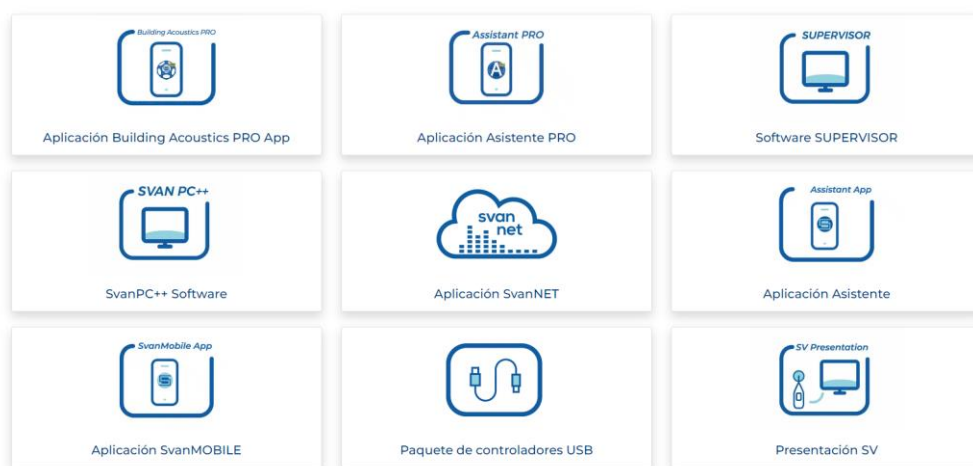 Building Acoustics PRO
Aplicación Building Acoustics PRO App
Assistant PRO
A
Aplicación Asistente PRO
SUPERVISOR
Software SUPERVISOR
SVAN PC++
SvanPC++ Software
svan
net
Aplicación SvanNET
Assistant App
Aplicación Asistente
SvanMobile App
Aplicación SvanMOBILE
Paquete de controladores USB
SV Presentation
Presentación SV